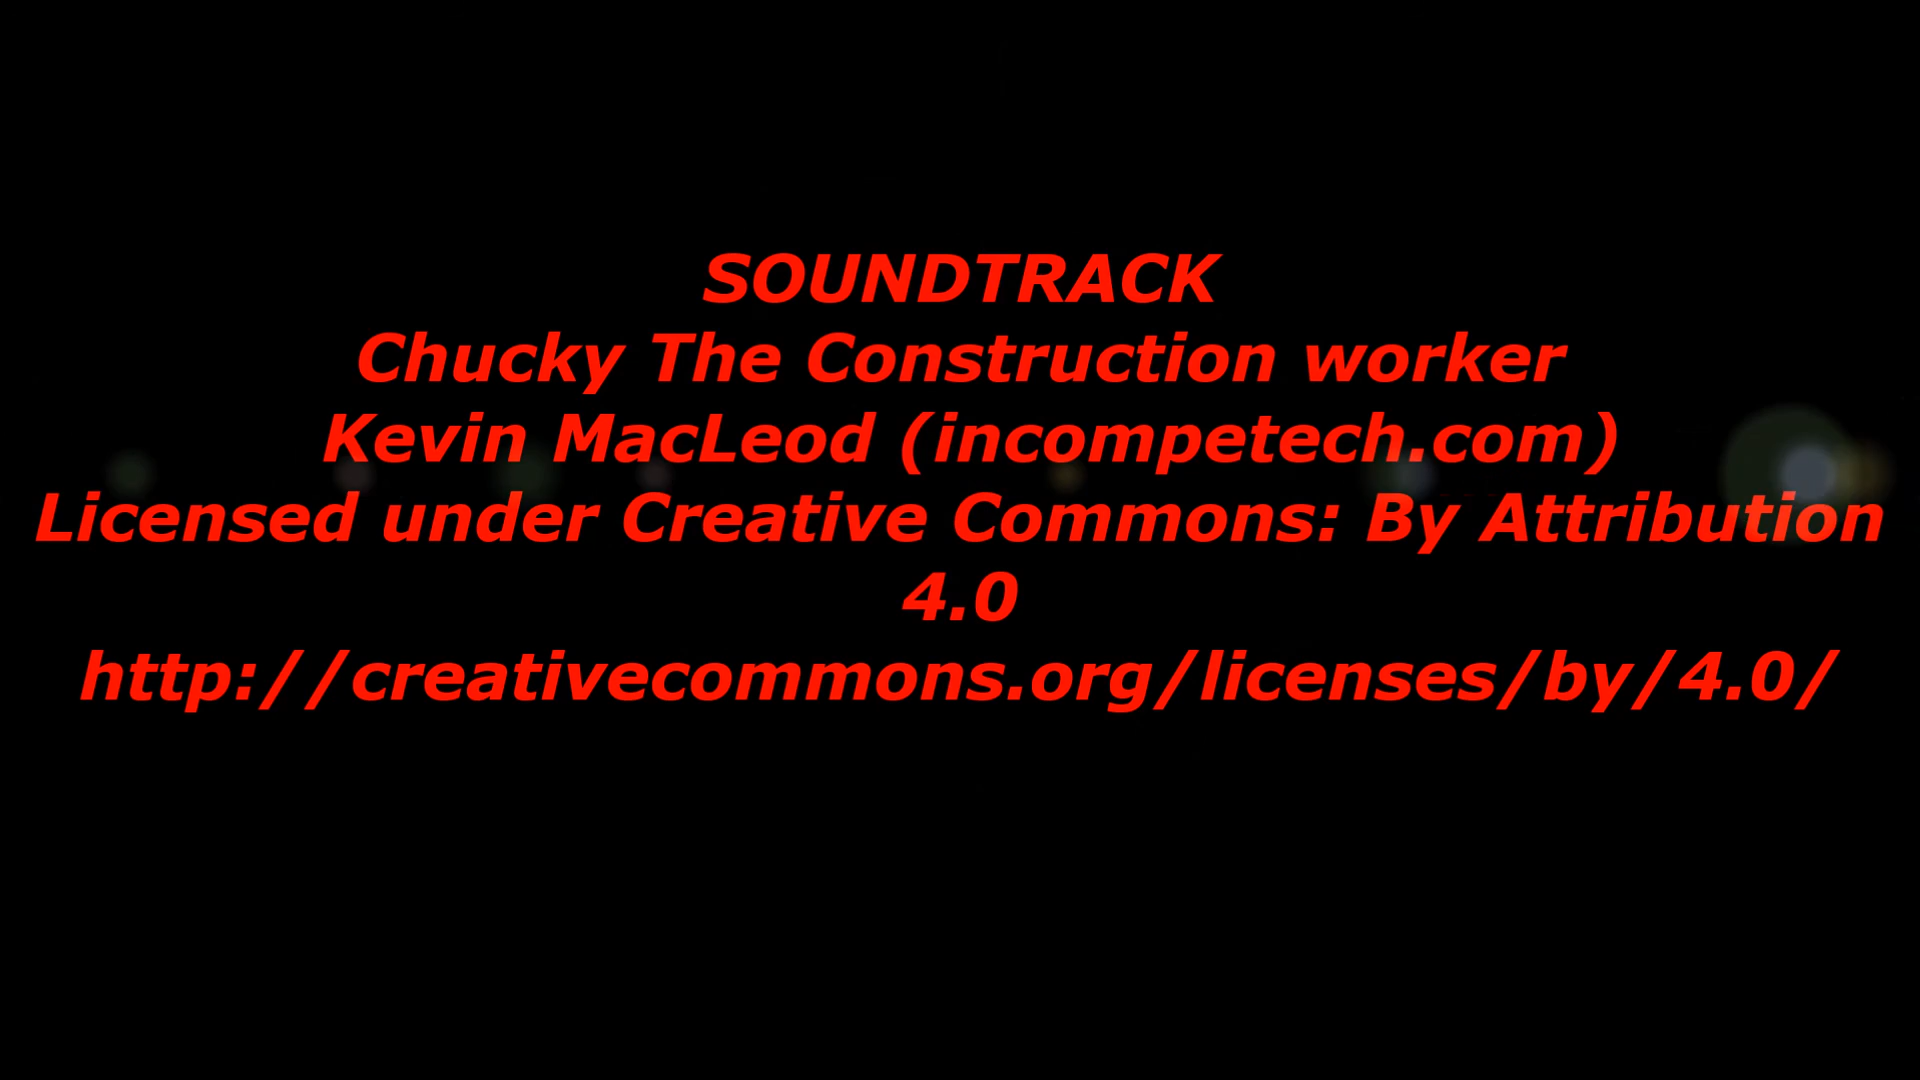 SOUNDTRACK
Chucky The Construction worker
Kevin MacLeod (incompetech.com)
Licensed under Creative Commons: By Attribution
4.0
http://creativecommons.org/licenses/by/4.0/